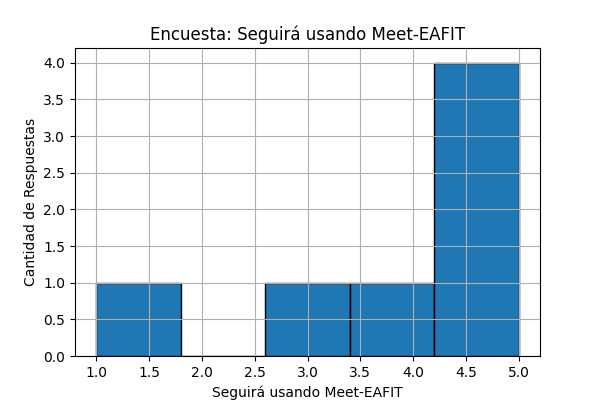 Encuesta: Seguirá usando Meet-EAFIT
4.0
3.5
3.0
2.5
2.0
1.5
1.0
0.5
0.0
Cantidad de Respuestas
1.0 1.5 2.0 2.5 3.0 3.5 4.0 4.5 5.0
Seguirá usando Meet-EAFIT